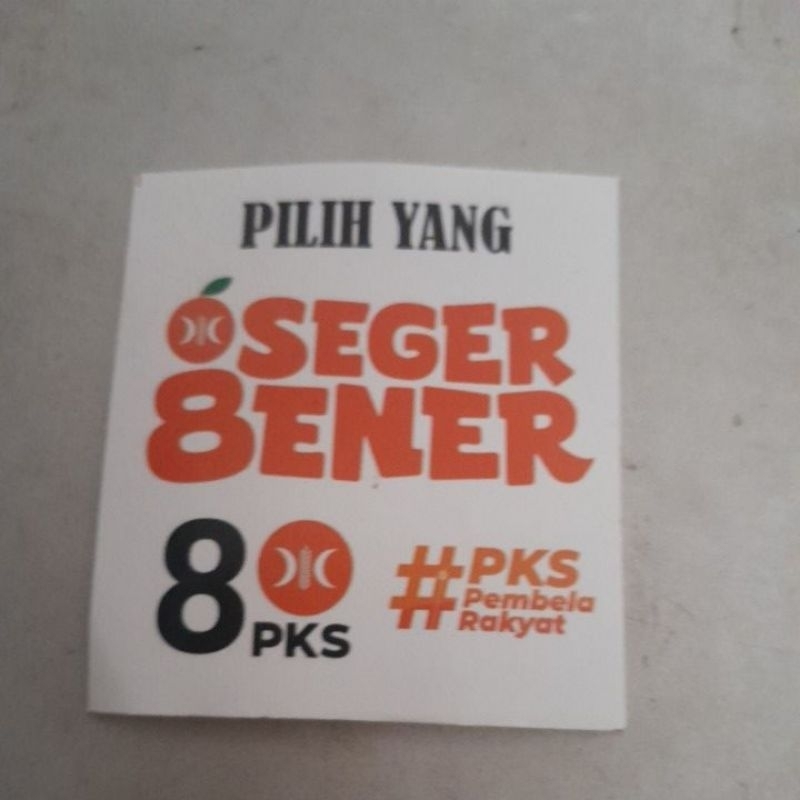 PILIH YANG
SEGER
8ENER
8 PKS
#PKS
Pembela
Rakyat